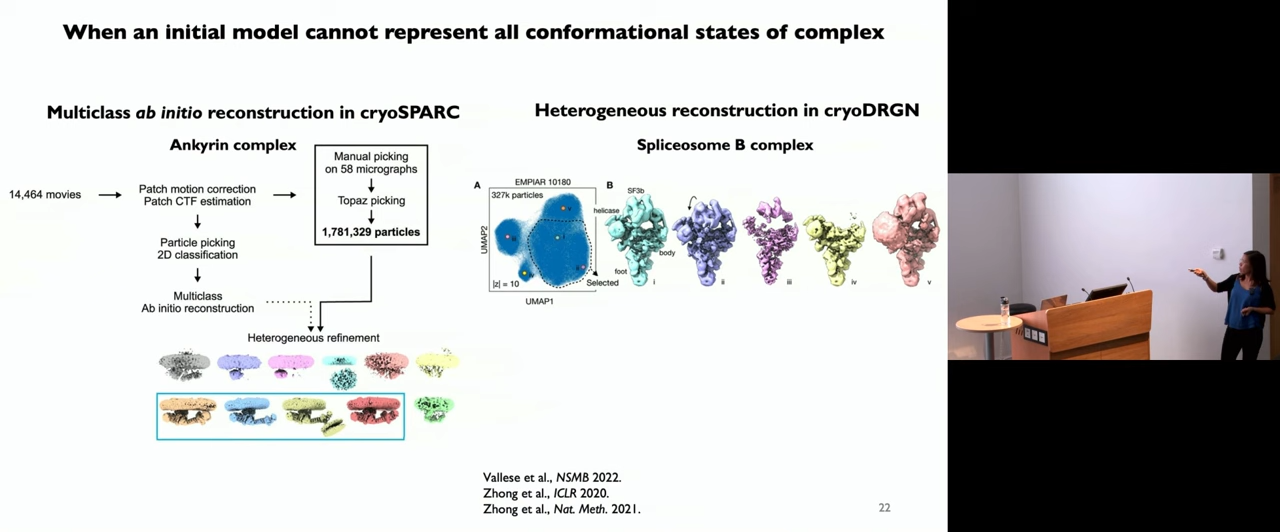 When an initial model cannot represent all conformational states of complex
Multiclass ab initio reconstruction in cryoSPARC
Ankyrin complex
14,464 movies
Patch motion correction
Patch CTF estimation
Manual picking
on 58 micrographs
Topaz picking
1,781,329 particles
Particle picking
2D classification
Multiclass
Ab initio reconstruction
Heterogeneous refinement
Heterogeneous reconstruction in cryoDRGN
Spliceosome B complex
A
EMPIAR 10180
327k particles
UMAP2
|z| = 10
UMAP1
Selected
B
SF3b
helicase
body
foot
i
ii
iii
iv
v
Vallese et al., NSMB 2022.
Zhong et al., ICLR 2020.
Zhong et al., Nat. Meth. 2021.
22